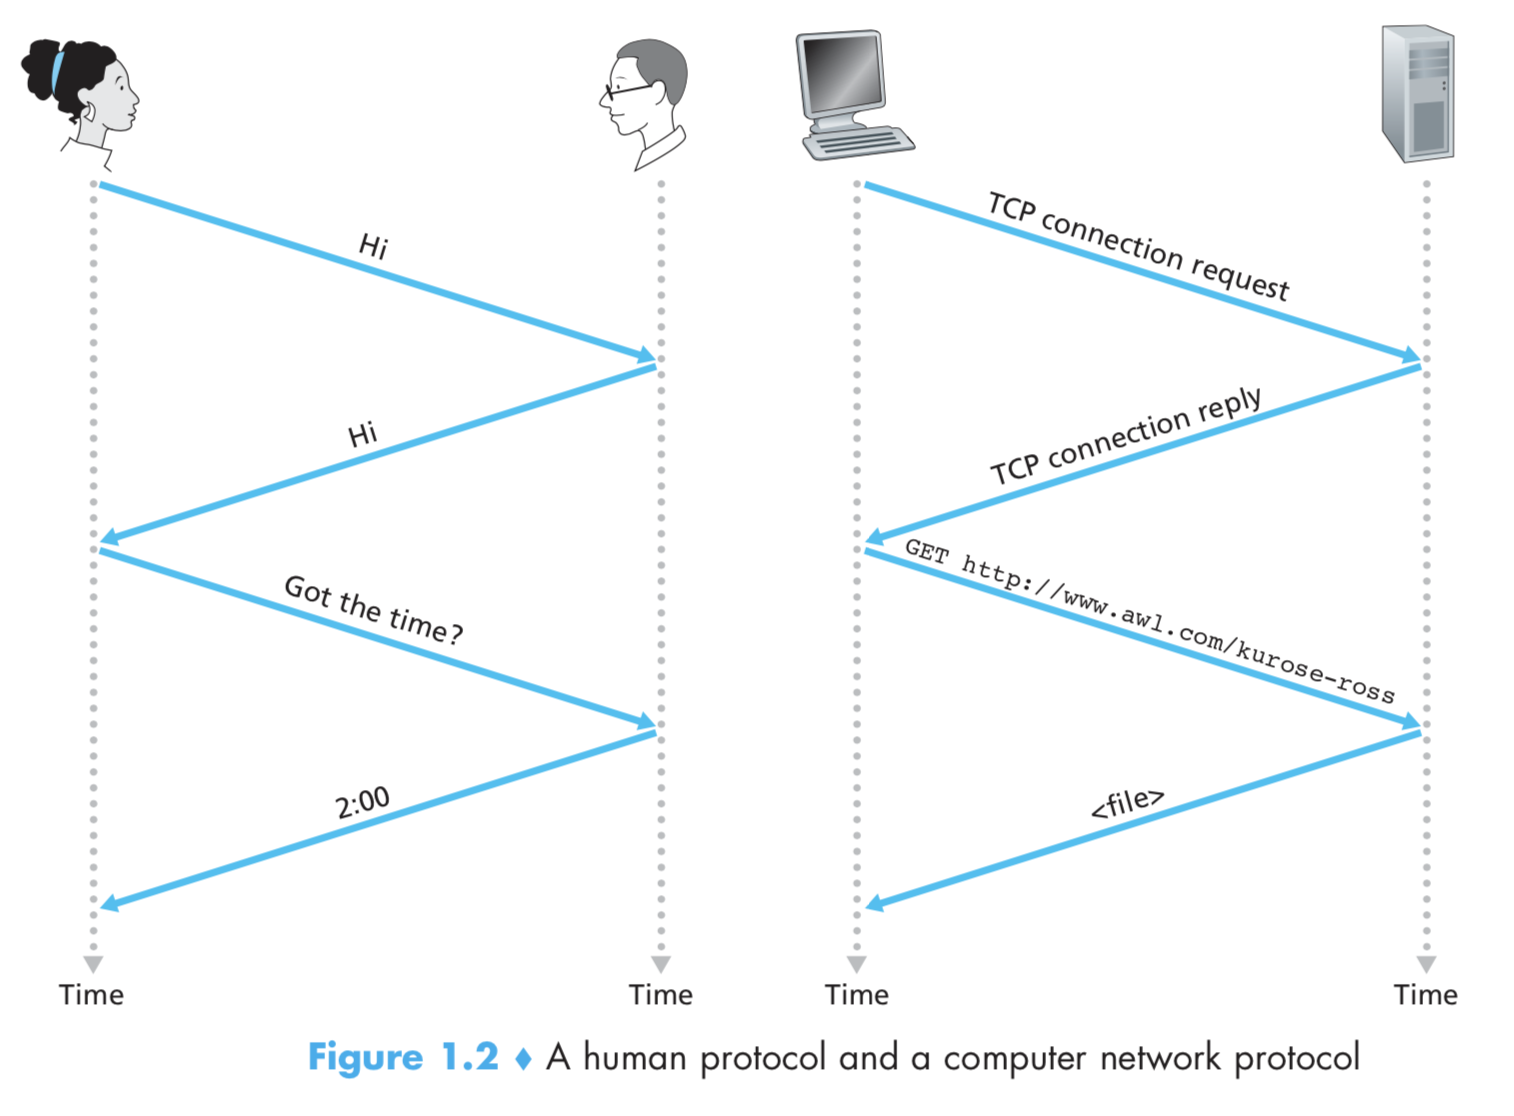 Hi
Hi
Got the time?
2:00
Time
Time
TCP connection request
TCP connection reply
GET http://www.awl.com/kurose-ross
<file>
Time
Time
Figure 1.2 ♦ A human protocol and a computer network protocol